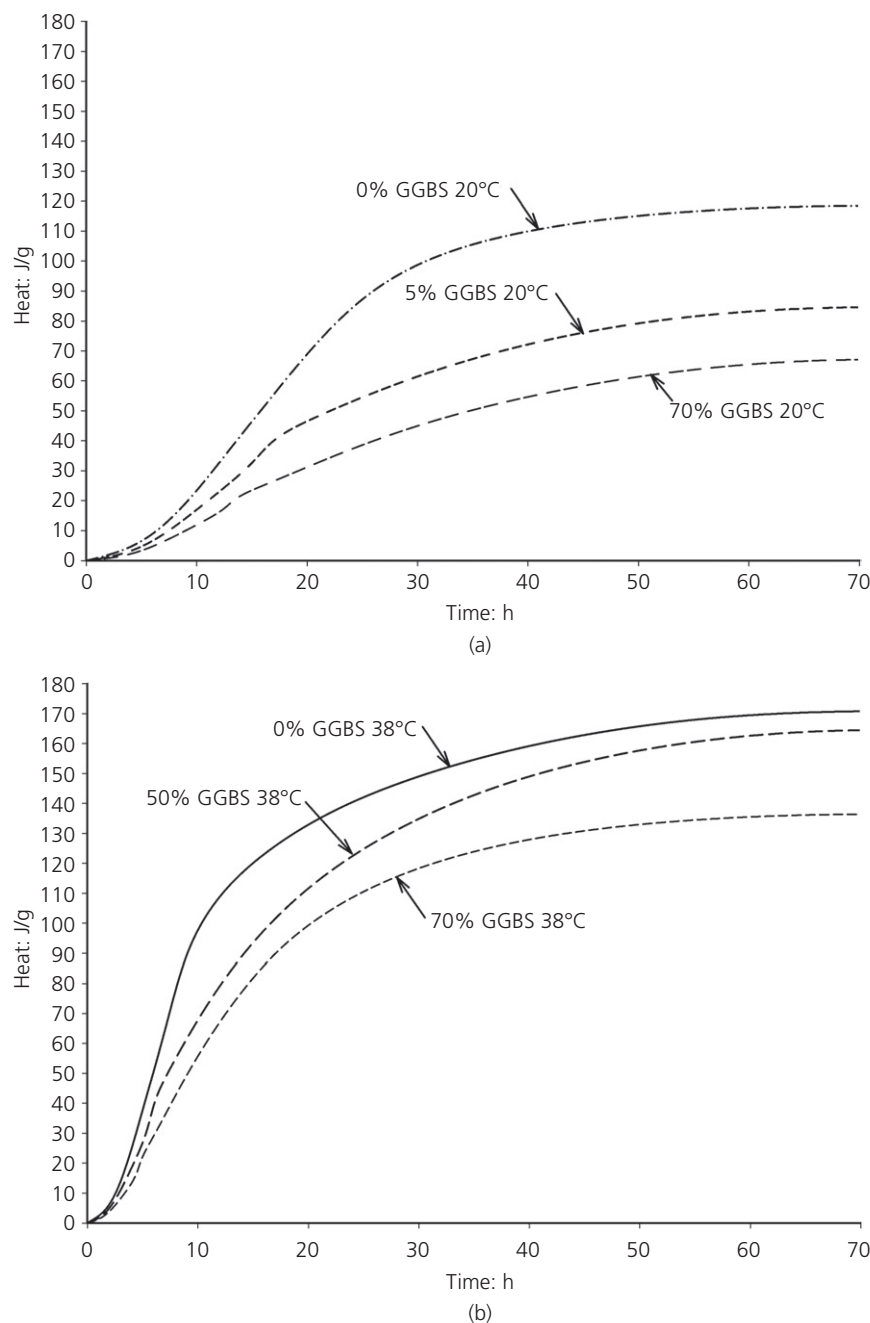 180
170
160
150
140
130
120
110
100
90
80
70
60
50
40
30
20
10
0
Heat: J/g
0% GGBS 20°C
5% GGBS 20°C
70% GGBS 20°C
0 10 20 30 40 50 60 70
Time: h
(a)
180
170
160
150
140
130
120
110
100
90
80
70
60
50
40
30
20
10
0
Heat: J/g
0% GGBS 38°C
50% GGBS 38°C
70% GGBS 38°C
0 10 20 30 40 50 60 70
Time: h
(b)